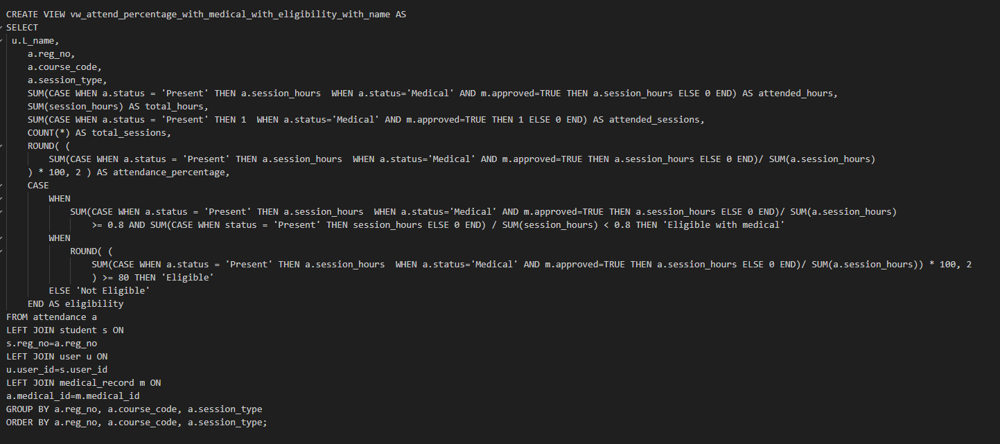 CREATE VIEW vw_attend_percentage_with_medical_with_eligibility_with_name AS
SELECT
 u.L_name,
    a.reg_no,
    a.course_code,
    a.session_type,
    SUM(CASE WHEN a.status = 'Present' THEN a.session_hours  WHEN a.status='Medical' AND m.approved=TRUE THEN a.session_hours ELSE 0 END) AS attended_hours,
    SUM(session_hours) AS total_hours,
    SUM(CASE WHEN a.status = 'Present' THEN 1  WHEN a.status='Medical' AND m.approved=TRUE THEN 1 ELSE 0 END) AS attended_sessions,
    COUNT(*) AS total_sessions,
    ROUND( (
        SUM(CASE WHEN a.status = 'Present' THEN a.session_hours  WHEN a.status='Medical' AND m.approved=TRUE THEN a.session_hours ELSE 0 END)/ SUM(a.session_hours)
    ) * 100, 2 ) AS attendance_percentage,
    CASE
        WHEN
            SUM(CASE WHEN a.status = 'Present' THEN a.session_hours  WHEN a.status='Medical' AND m.approved=TRUE THEN a.session_hours ELSE 0 END)/ SUM(a.session_hours)
                >= 0.8 AND SUM(CASE WHEN status = 'Present' THEN session_hours ELSE 0 END) / SUM(session_hours) < 0.8 THEN 'Eligible with medical'
        WHEN
            ROUND( (
                SUM(CASE WHEN a.status = 'Present' THEN a.session_hours  WHEN a.status='Medical' AND m.approved=TRUE THEN a.session_hours ELSE 0 END)/ SUM(a.session_hours)) * 100, 2
                ) >= 80 THEN 'Eligible'
        ELSE 'Not Eligible'
    END AS eligibility
FROM attendance a
LEFT JOIN student s ON
s.reg_no=a.reg_no
LEFT JOIN user u ON
u.user_id=s.user_id
LEFT JOIN medical_record m ON
a.medical_id=m.medical_id
GROUP BY a.reg_no, a.course_code, a.session_type
ORDER BY a.reg_no, a.course_code, a.session_type;